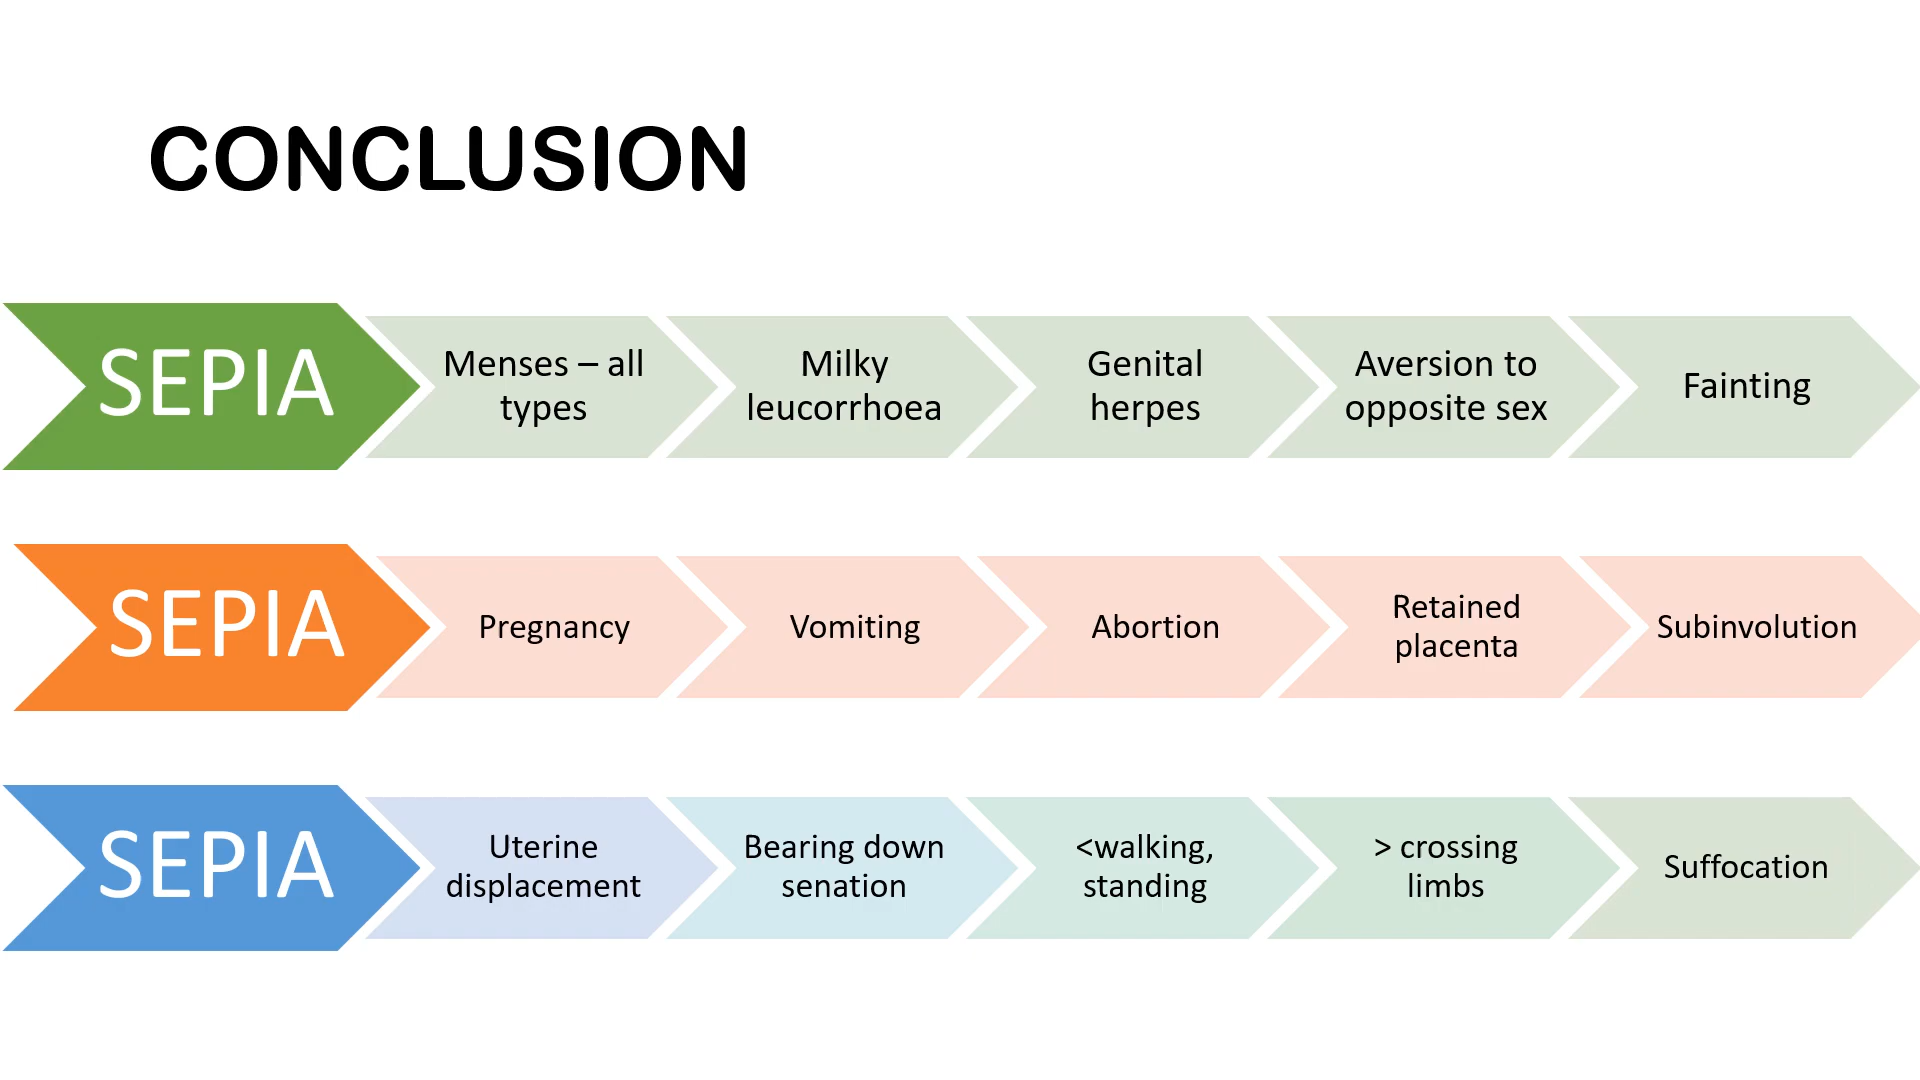 CONCLUSION
SEPIA
Menses – all
types
Milky
leucorrhoea
Genital
herpes
Aversion to
opposite sex
Fainting
SEPIA
Pregnancy
Vomiting
Abortion
Retained
placenta
Subinvolution
SEPIA
Uterine
displacement
Bearing down
senation
<walking,
standing
> crossing
limbs
Suffocation